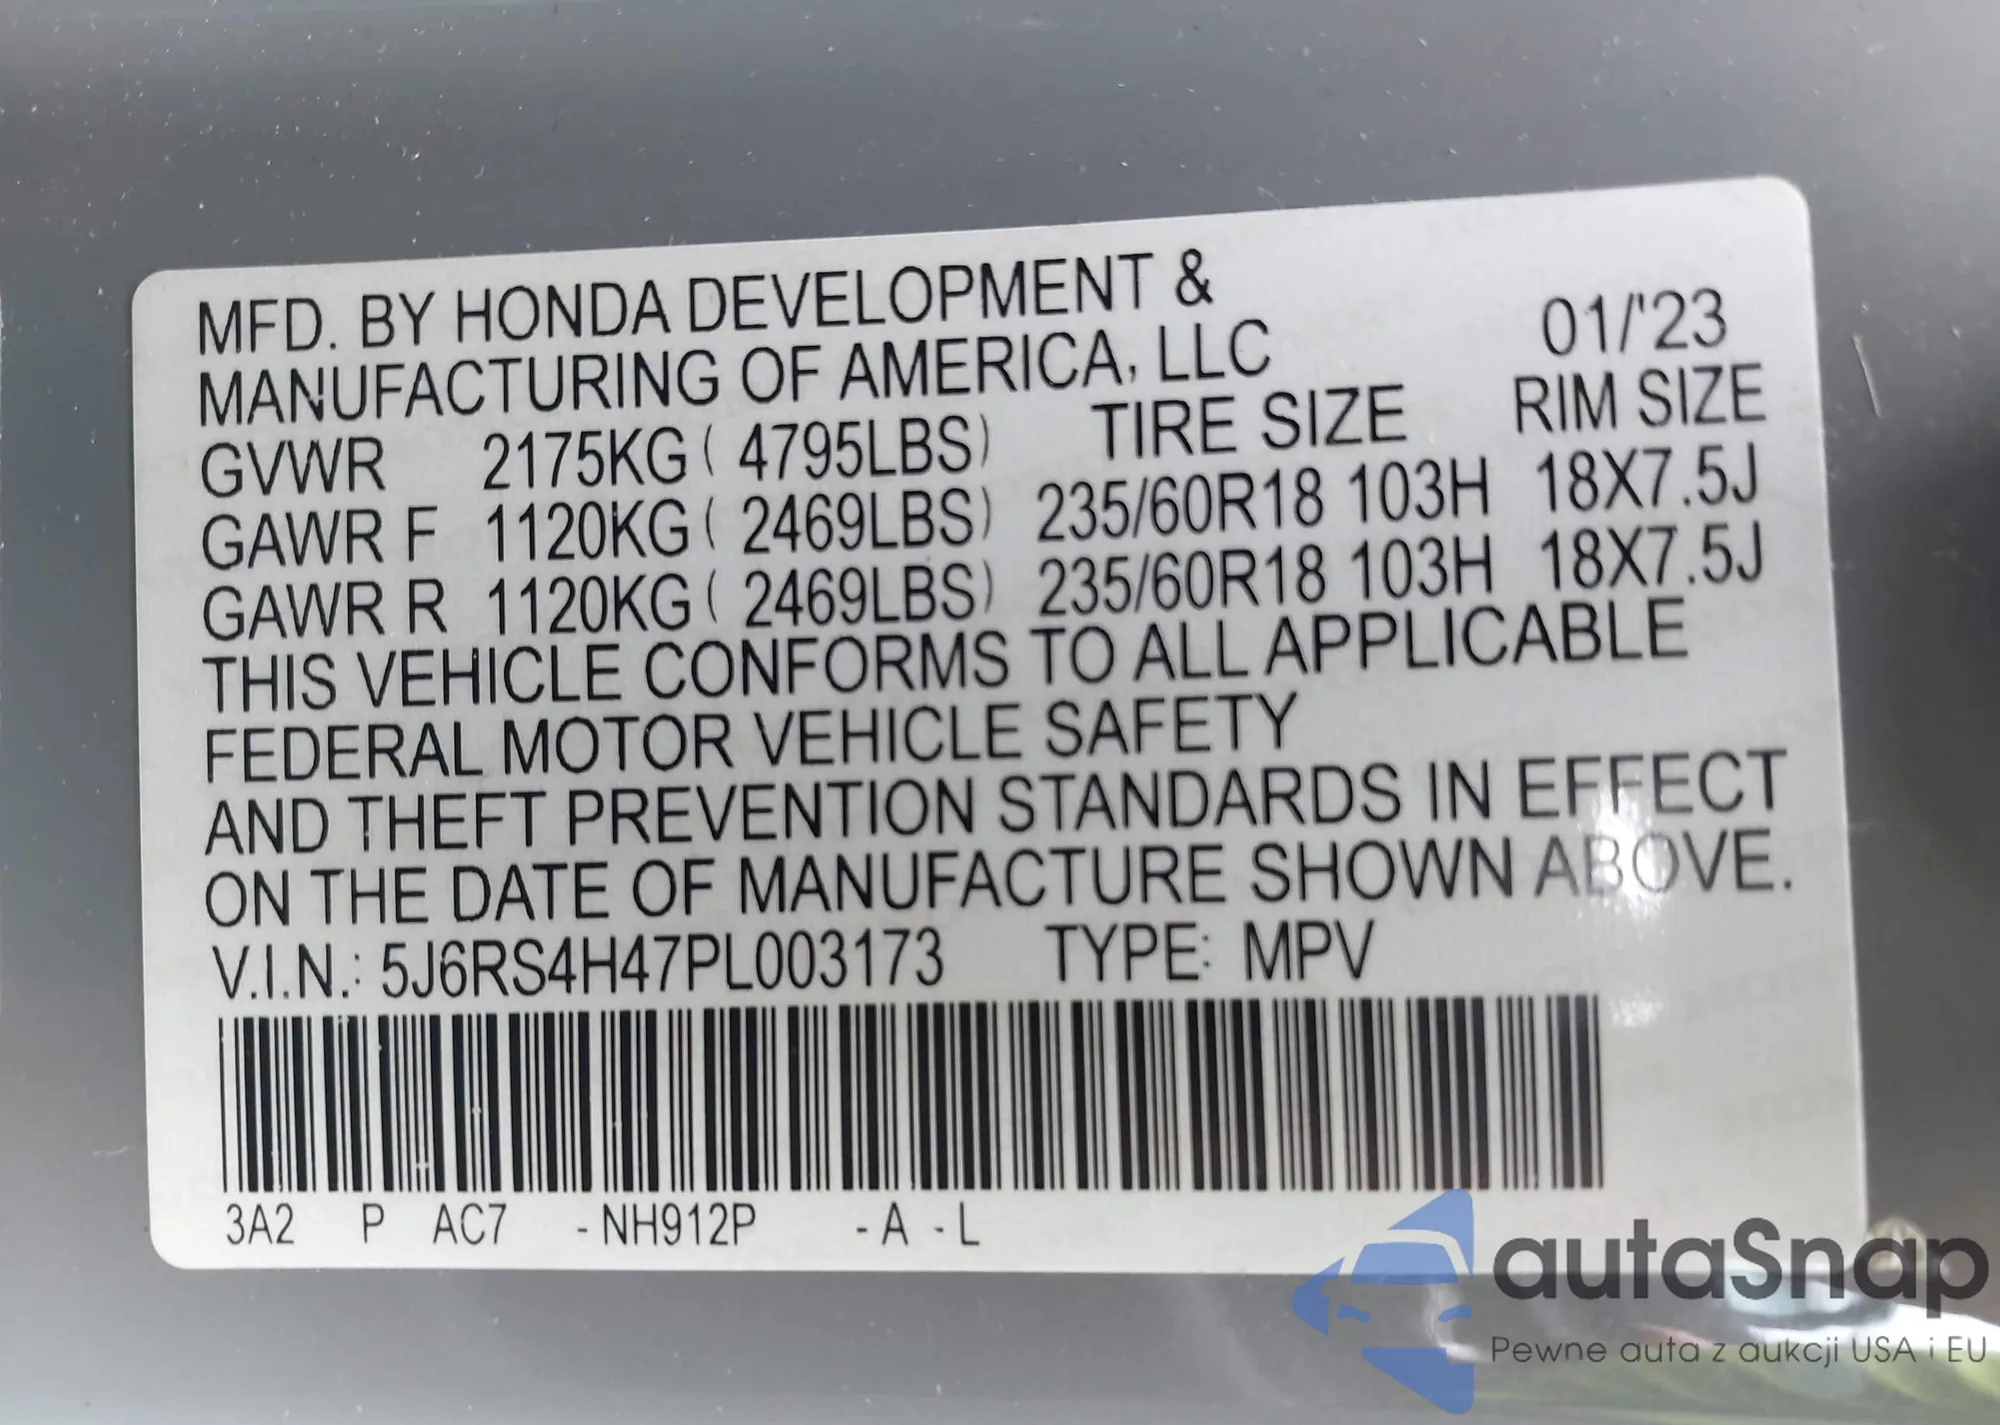 MFD. BY HONDA DEVELOPMENT &
MANUFACTURING OF AMERICA, LLC 01/'23
GVWR 2175KG ( 4795LBS) TIRE SIZE RIM SIZE
GAWR F 1120KG ( 2469LBS) 235/60R18 103H 18X7.5J
GAWR R 1120KG ( 2469LBS) 235/60R18 103H 18X7.5J
THIS VEHICLE CONFORMS TO ALL APPLICABLE
FEDERAL MOTOR VEHICLE SAFETY
AND THEFT PREVENTION STANDARDS IN EFFECT
ON THE DATE OF MANUFACTURE SHOWN ABOVE.
V.I.N.: 5J6RS4H47PL003173 TYPE: MPV
3A2 P AC7 - NH912P - A - L
autaSnap
Pewne auta z aukcji USA i EU